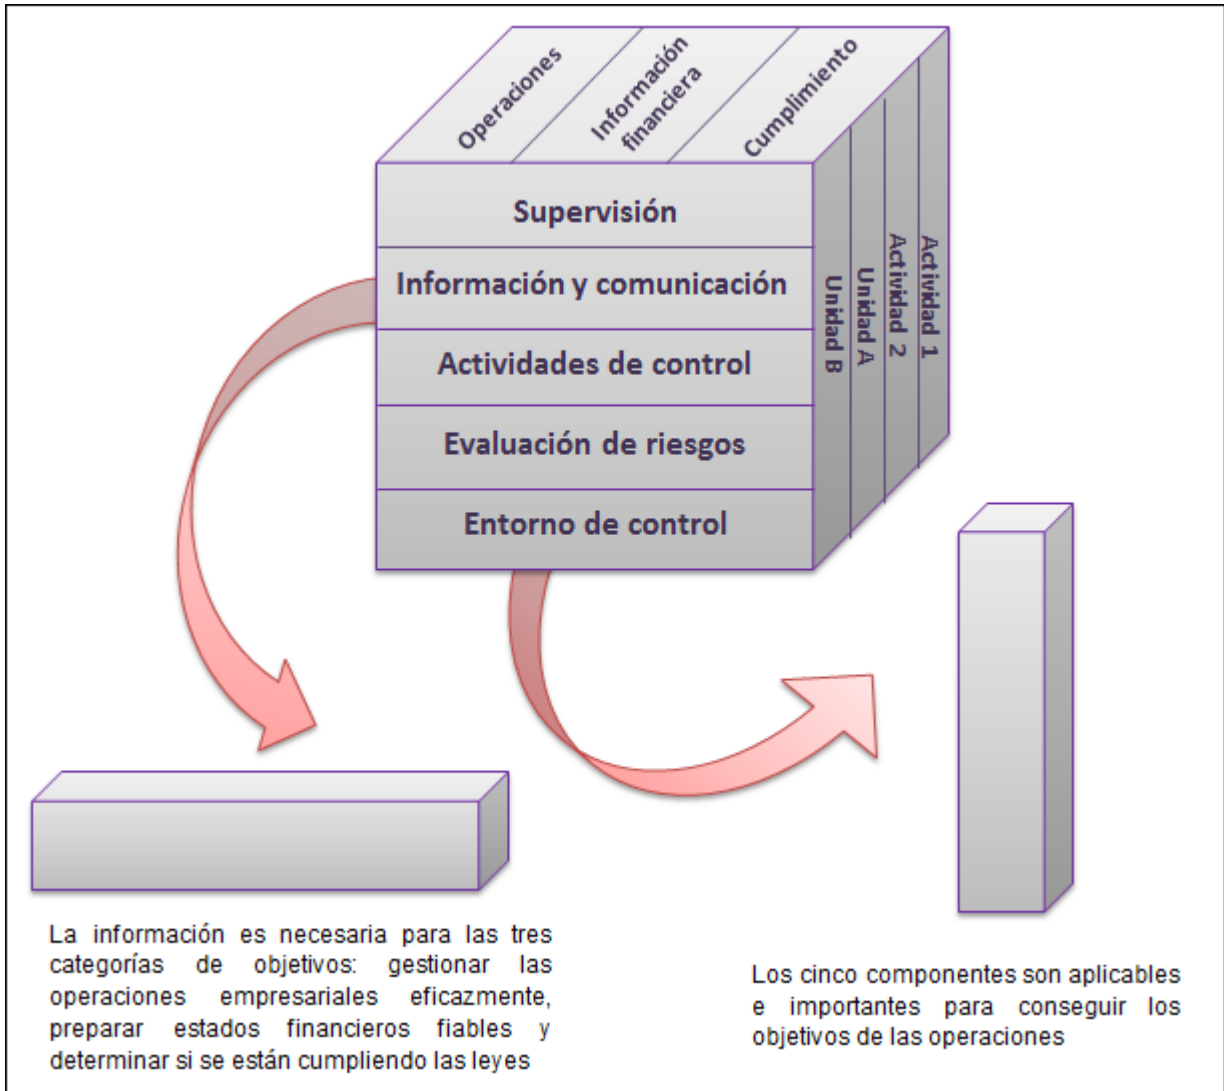 Operaciones
Información
financiera
Cumplimiento
Supervisión
Información y comunicación
Actividades de control
Evaluación de riesgos
Entorno de control
Unidad B
Unidad A
Actividad 2
Actividad 1
La información es necesaria para las tres
categorías de objetivos: gestionar las
operaciones empresariales eficazmente,
preparar estados financieros fiables y
determinar si se están cumpliendo las leyes
Los cinco componentes son aplicables
e importantes para conseguir los
objetivos de las operaciones